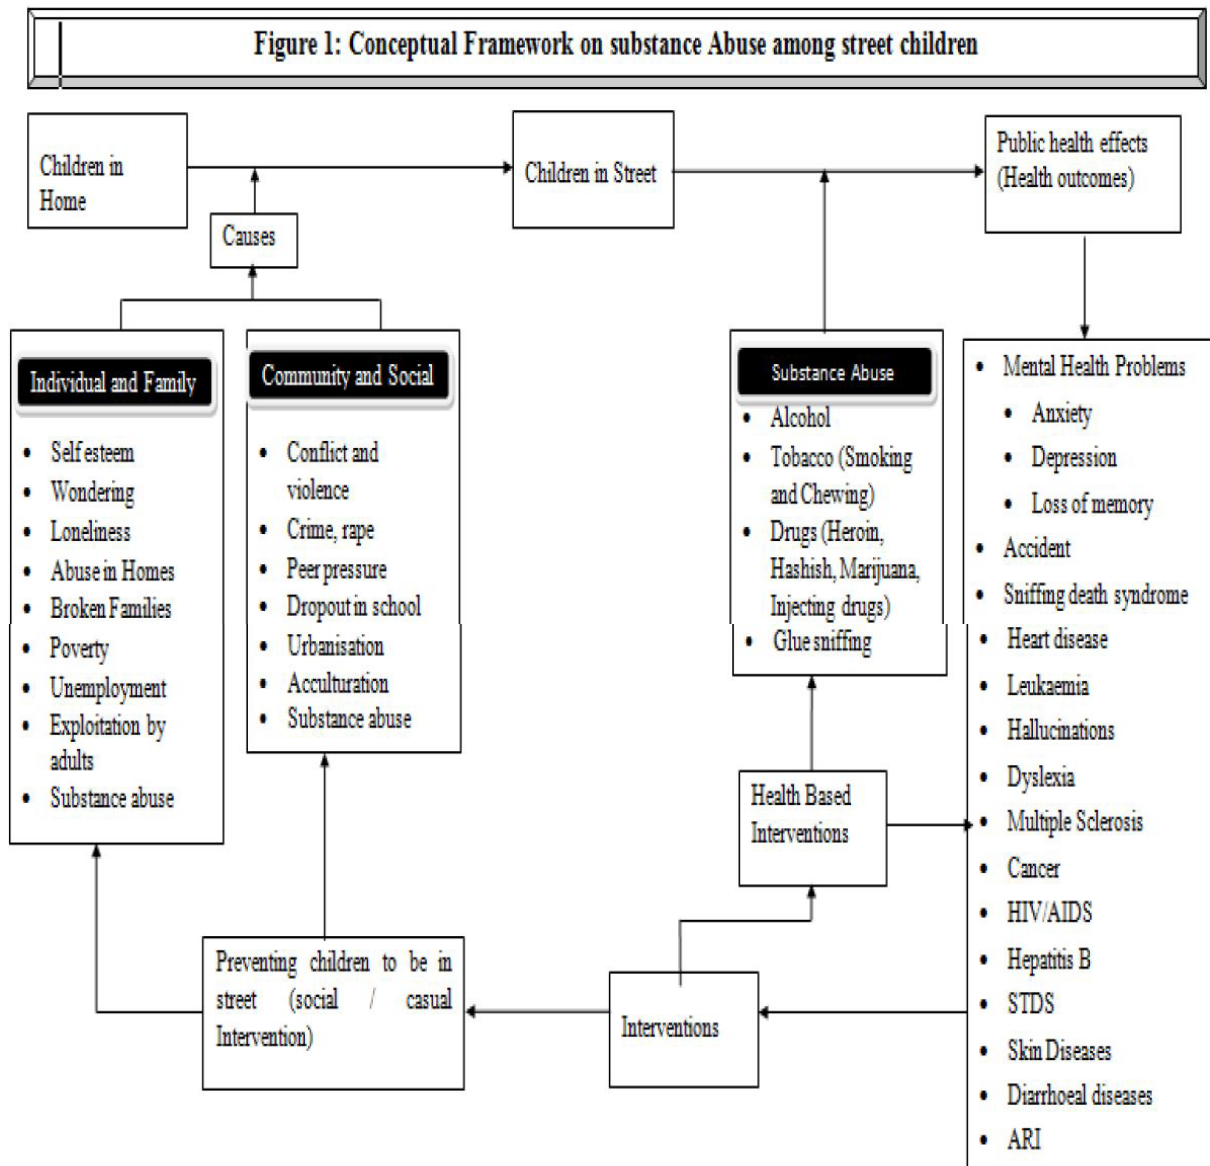 Figure 1: Conceptual Framework on substance Abuse among street children
Children in
Home
Causes
Children in Street
Public health effects
(Health outcomes)
Individual and Family
• Self esteem
• Wondering
• Loneliness
• Abuse in Homes
• Broken Families
• Poverty
• Unemployment
• Exploitation by
adults
• Substance abuse
Community and Social
• Conflict and
violence
• Crime, rape
• Peer pressure
• Dropout in school
• Urbanisation
• Acculturation
• Substance abuse
Substance Abuse
• Alcohol
• Tobacco (Smoking
and Chewing)
• Drugs (Heroin,
Hashish, Marijuana,
Injecting drugs)
• Glue sniffing
• Mental Health Problems
• Anxiety
• Depression
• Loss of memory
• Accident
• Sniffing death syndrome
• Heart disease
• Leukaemia
• Hallucinations
• Dyslexia
• Multiple Sclerosis
• Cancer
• HIV/AIDS
• Hepatitis B
• STDS
• Skin Diseases
• Diarrhoeal diseases
• ARI
Health Based
Interventions
Preventing children to be in
street (social / casual
Intervention)
Interventions